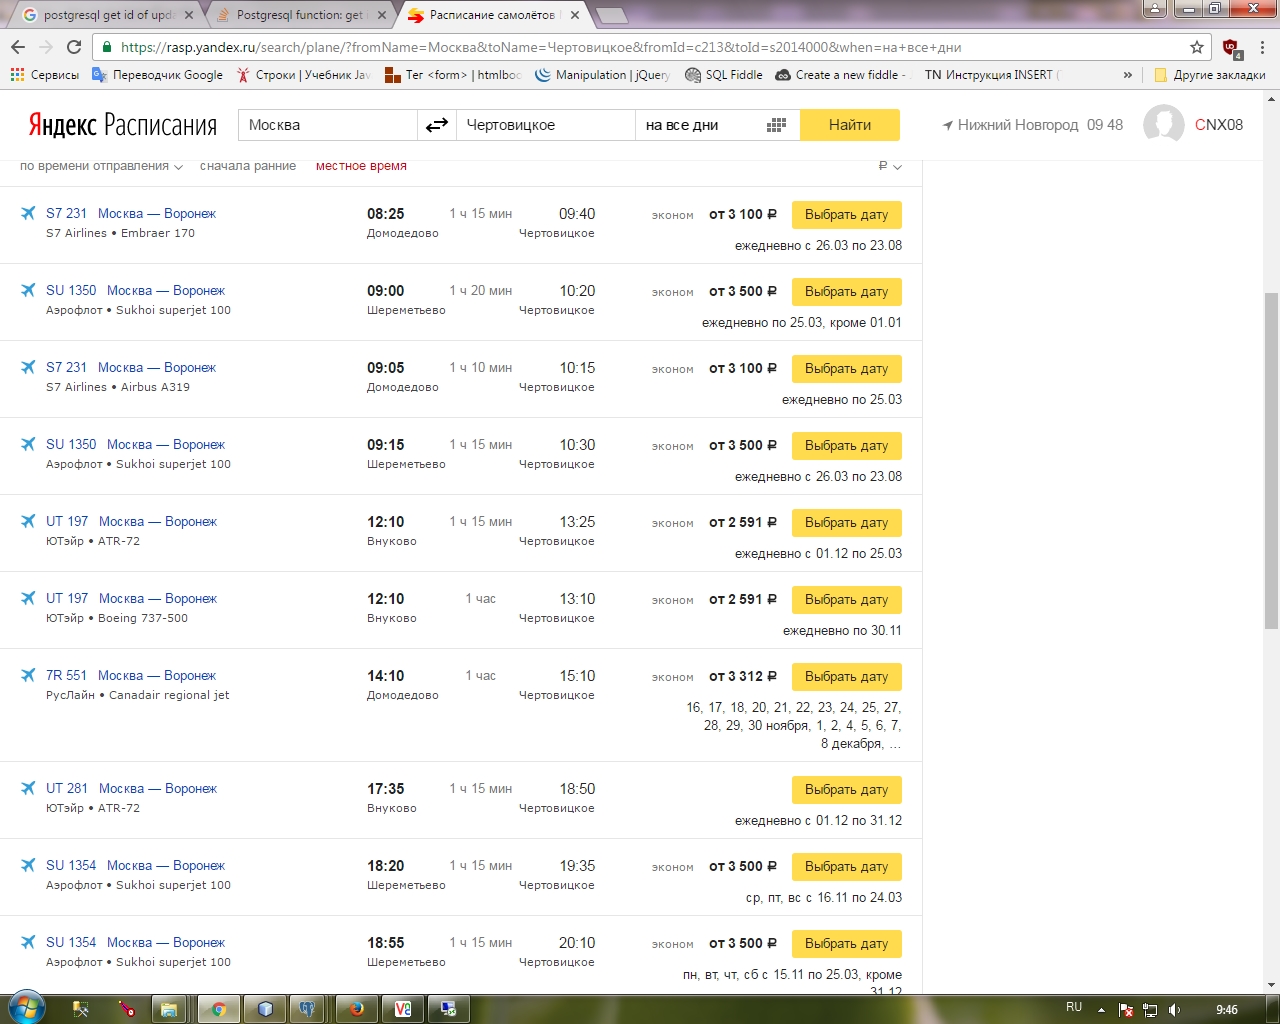 postgresql get id of upda
Postgresql function: get
Расписание самолётов
https://rasp.yandex.ru/search/plane/?fromName=Москва&toName=Чертовицкое&fromId=c213&toId=s2014000&when=на+все+дни
4
Сервисы
Переводчик Google
Строки | Учебник Jav
Тег <form> | htmlboo
Manipulation | jQuery
SQL Fiddle
Create a new fiddle -
TN Инструкция INSERT (
»
Другие закладки
Яндекс Расписания
Москва
Чертовицкое
на все дни
Найти
Нижний Новгород 09 48
CNX08
по времени отправления
сначала ранние
местное время
₽
S7 231 Москва — Воронеж 08:25 1 ч 15 мин 09:40 эконом от 3 100 ₽ Выбрать дату
S7 Airlines • Embraer 170 Домодедово Чертовицкое
ежедневно с 26.03 по 23.08
SU 1350 Москва — Воронеж 09:00 1 ч 20 мин 10:20 эконом от 3 500 ₽ Выбрать дату
Аэрофлот • Sukhoi superjet 100 Шереметьево Чертовицкое
ежедневно по 25.03, кроме 01.01
S7 231 Москва — Воронеж 09:05 1 ч 10 мин 10:15 эконом от 3 100 ₽ Выбрать дату
S7 Airlines • Airbus A319 Домодедово Чертовицкое
ежедневно по 25.03
SU 1350 Москва — Воронеж 09:15 1 ч 15 мин 10:30 эконом от 3 500 ₽ Выбрать дату
Аэрофлот • Sukhoi superjet 100 Шереметьево Чертовицкое
ежедневно с 26.03 по 23.08
UT 197 Москва — Воронеж 12:10 1 ч 15 мин 13:25 эконом от 2 591 ₽ Выбрать дату
ЮТэйр • ATR-72 Внуково Чертовицкое
ежедневно с 01.12 по 25.03
UT 197 Москва — Воронеж 12:10 1 час 13:10 эконом от 2 591 ₽ Выбрать дату
ЮТэйр • Boeing 737-500 Внуково Чертовицкое
ежедневно по 30.11
7R 551 Москва — Воронеж 14:10 1 час 15:10 эконом от 3 312 ₽ Выбрать дату
РусЛайн • Canadair regional jet Домодедово Чертовицкое
16, 17, 18, 20, 21, 22, 23, 24, 25, 27,
28, 29, 30 ноября, 1, 2, 4, 5, 6, 7,
8 декабря, …
UT 281 Москва — Воронеж 17:35 1 ч 15 мин 18:50 Выбрать дату
ЮТэйр • ATR-72 Внуково Чертовицкое
ежедневно с 01.12 по 31.12
SU 1354 Москва — Воронеж 18:20 1 ч 15 мин 19:35 эконом от 3 500 ₽ Выбрать дату
Аэрофлот • Sukhoi superjet 100 Шереметьево Чертовицкое
ср, пт, вс с 16.11 по 24.03
SU 1354 Москва — Воронеж 18:55 1 ч 15 мин 20:10 эконом от 3 500 ₽ Выбрать дату
Аэрофлот • Sukhoi superjet 100 Шереметьево Чертовицкое
пн, вт, чт, сб с 15.11 по 25.03, кроме
31.12
RU
9:46